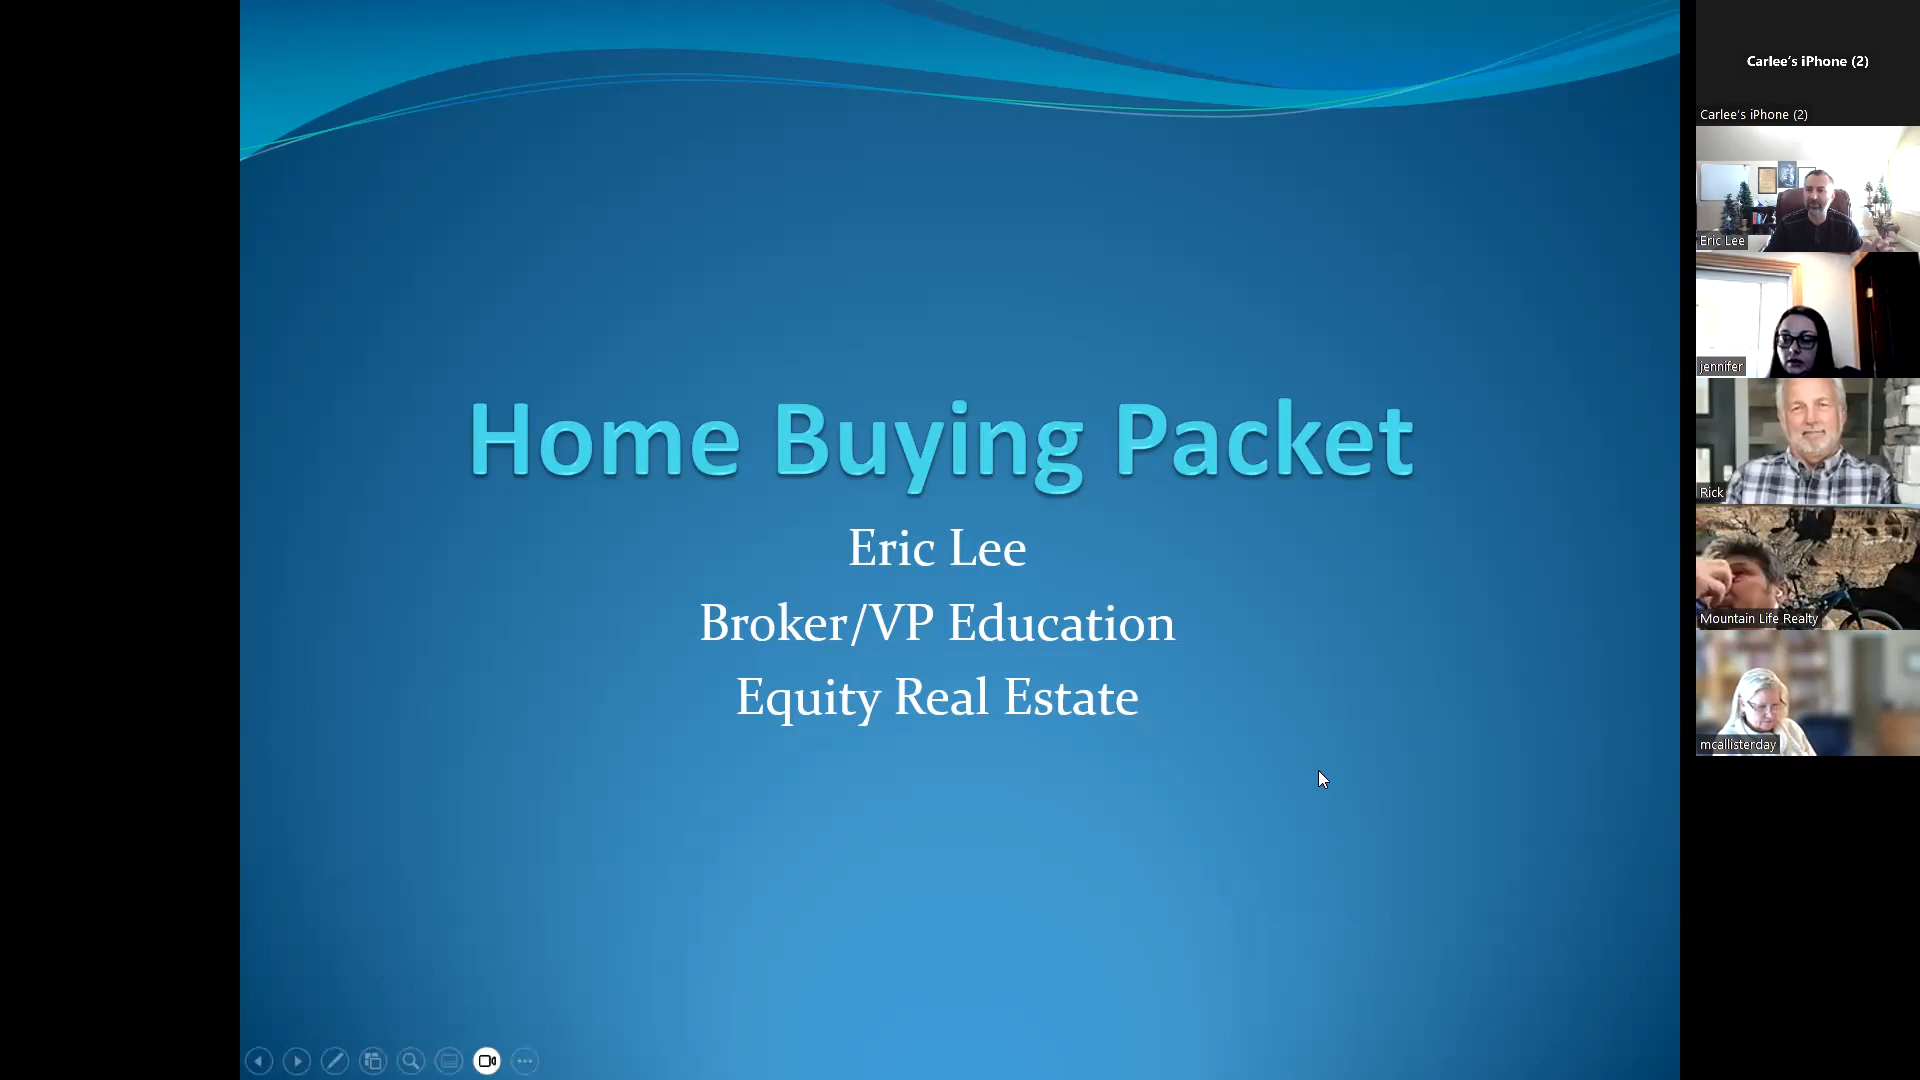 Home Buying Packet
Eric Lee
Broker/VP Education
Equity Real Estate
Carlee’s iPhone (2)
Carlee's iPhone (2)
Eric Lee
jennifer
Rick
Mountain Life Realty
mcallisterday